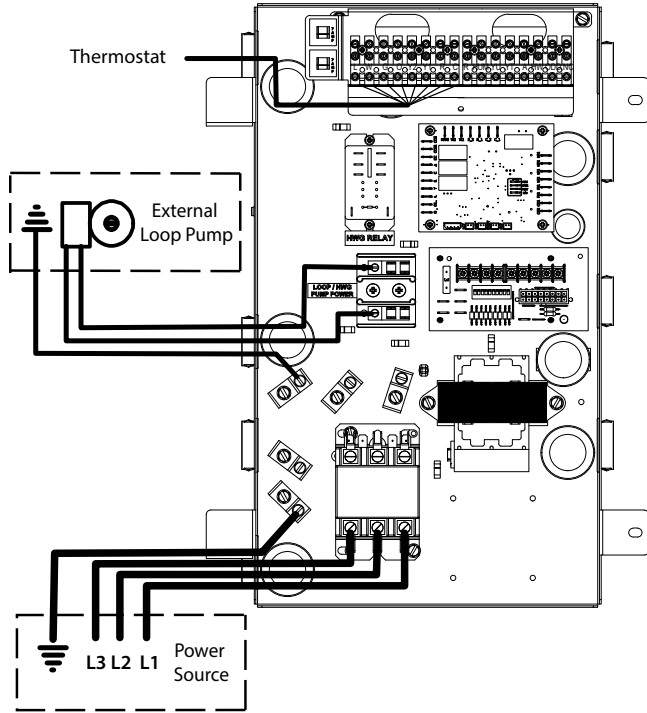 Thermostat
External
Loop Pump
HWG RELAY
LOOP / HWG
PUMP POWER
L3 L2 L1
Power
Source